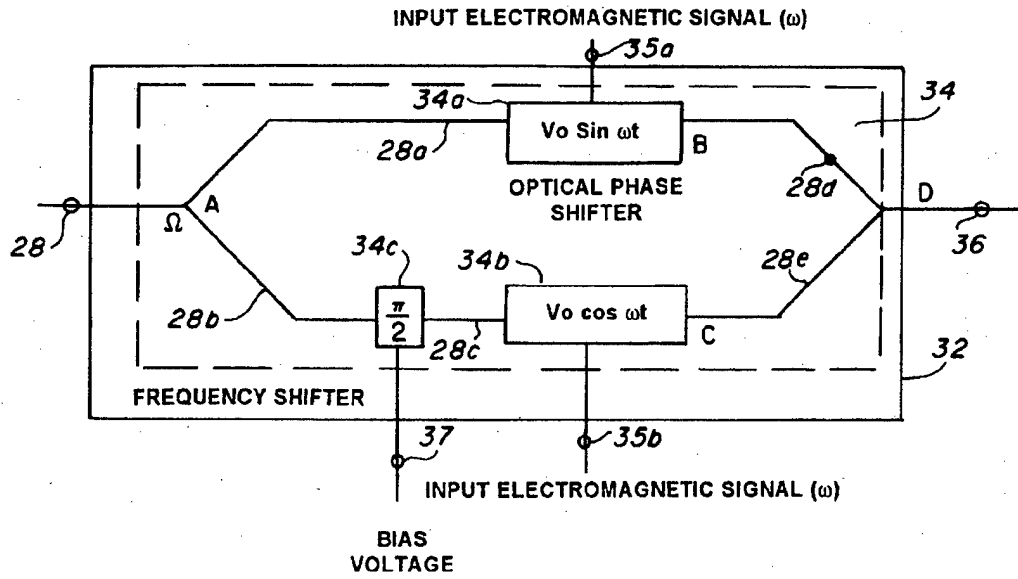 INPUT ELECTROMAGNETIC SIGNAL (ω)
35a
34a
34
Vo Sin ωt
28a
B
28d
OPTICAL PHASE
SHIFTER
A
Ω
D
28
36
34c
34b
28e
π/2
Vo cos ωt
28b
28c
C
32
FREQUENCY SHIFTER
37
35b
INPUT ELECTROMAGNETIC SIGNAL (ω)
BIAS
VOLTAGE